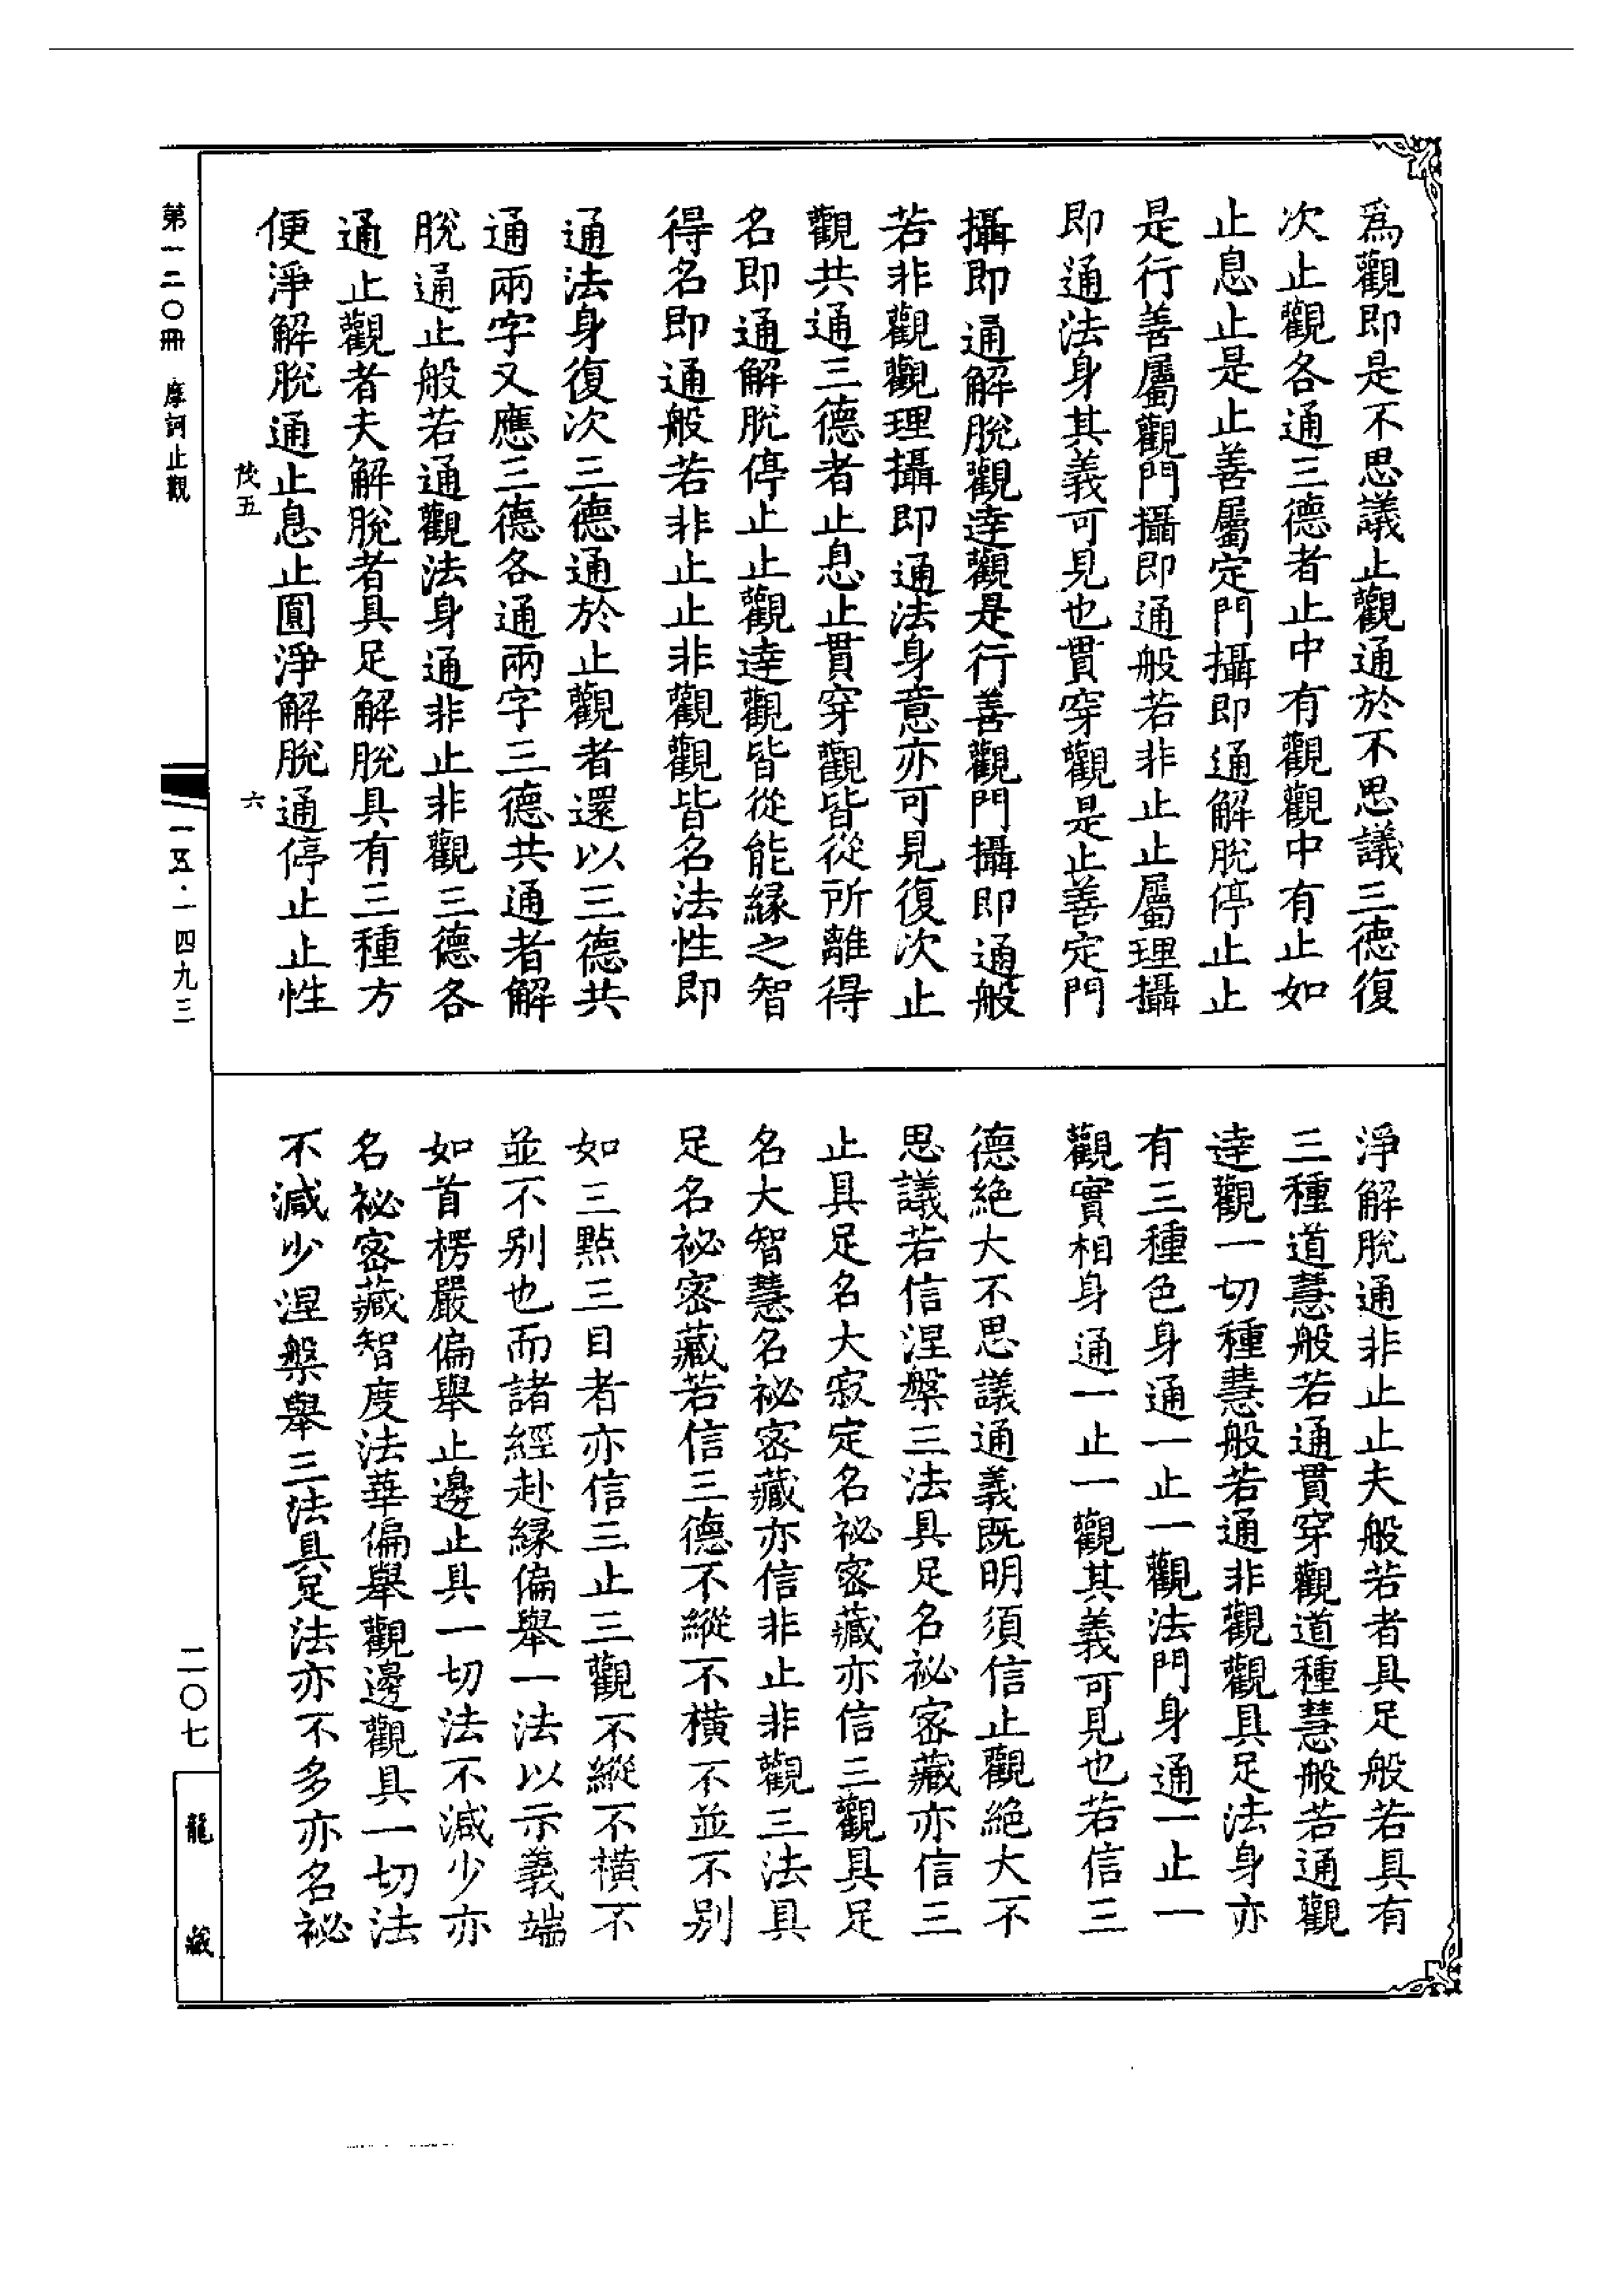 為觀即是不思議止觀通於不思議三德復
次止觀各通三德者止中有觀觀中有止如
止息止是止善屬定門攝即通解脫停止止
是行善屬觀門攝即通般若非止止屬理攝
即通法身其義可見也貫穿觀是止善定門
攝即通解脫觀達觀是行善觀門攝即通般
若非觀觀理攝即通法身意亦可見復次止
觀共通三德者止息止貫穿觀皆從所離得
名即通解脫停止止觀達觀皆從能緣之智
得名即通般若非止止非觀觀皆名法性即
通法身復次三德通於止觀者還以三德共
通兩字又應三德各通兩字三德共通者解
脫通止般若通觀法身通非止非觀三德各
通止觀者夫解脫者具足解脫具有三種方
便淨解脫通止息止圓淨解脫通停止止性
茂五 六
淨解脫通非止止夫般若者具足般若具有
三種道慧般若通貫穿觀道種慧般若通觀
達觀一切種慧般若通非觀觀具足法身亦
有三種色身通一止一觀法門身通一止一
觀實相身通一止一觀其義可見也若信三
德絕大不思議通義既明須信止觀絕大不
思議若信涅槃三法具足名祕密藏亦信三
止具足名大寂定名祕密藏亦信三觀具足
名大智慧名祕密藏亦信非止非觀三法具
足名祕密藏若信三德不縱不橫不並不別
如三點三目者亦信三止三觀不縱不橫不
並不別也而諸經赴緣偏舉一法以示義端
如首楞嚴偏舉止邊止具一切法不減少亦
名祕密藏智度法華偏舉觀邊觀具一切法
不減少涅槃舉三法具足法亦不多亦名祕
第一二〇冊 摩訶止觀
一五·一四九三
二〇七
龍藏